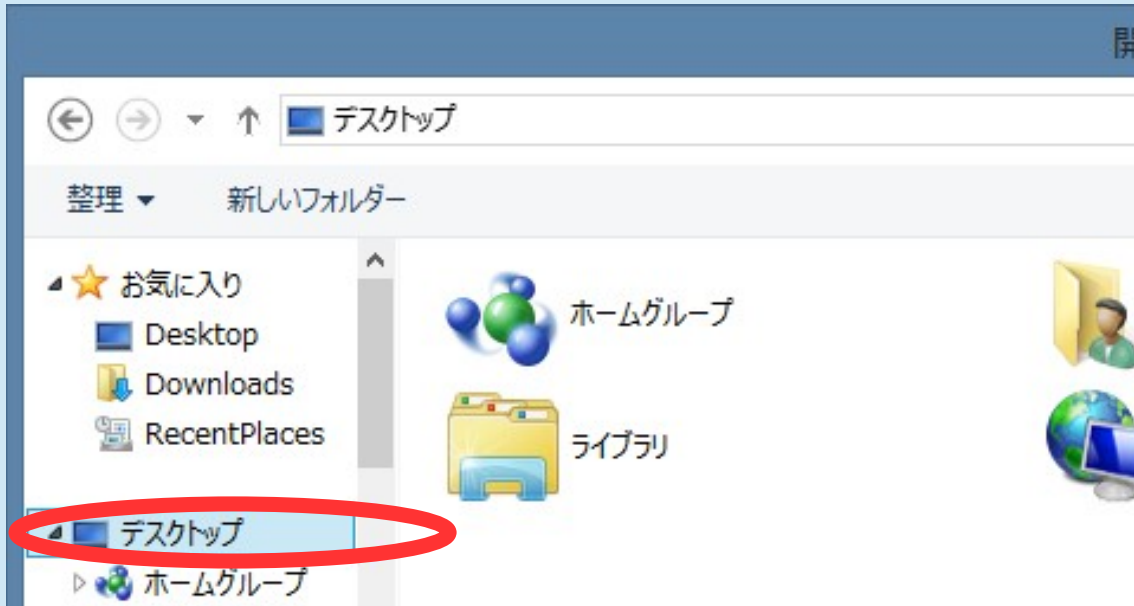 開
デスクトップ
整理
新しいフォルダー
お気に入り
Desktop
Downloads
RecentPlaces
デスクトップ
ホームグループ
ホームグループ
ライブラリ